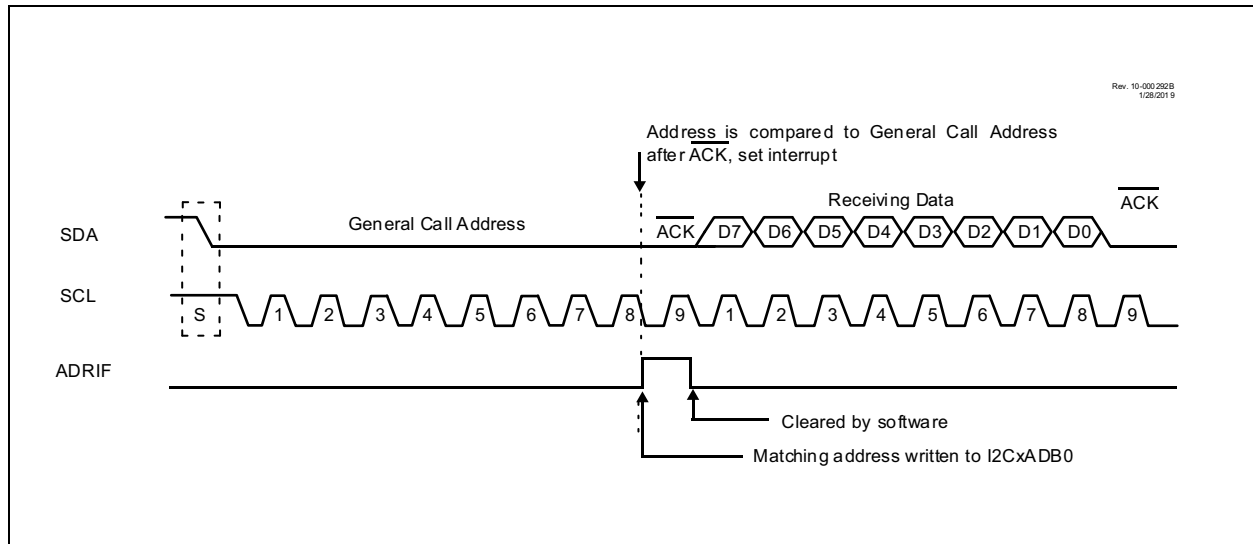 Rev. 10-000292B
1/28/2019
Address is compared to General Call Address
after ACK, set interrupt
Receiving Data
ACK
General Call Address
SDA
ACK D7 D6 D5 D4 D3 D2 D1 D0
SCL
S 1 2 3 4 5 6 7 8 9 1 2 3 4 5 6 7 8 9
ADRIF
Cleared by software
Matching address written to I2CxADB0